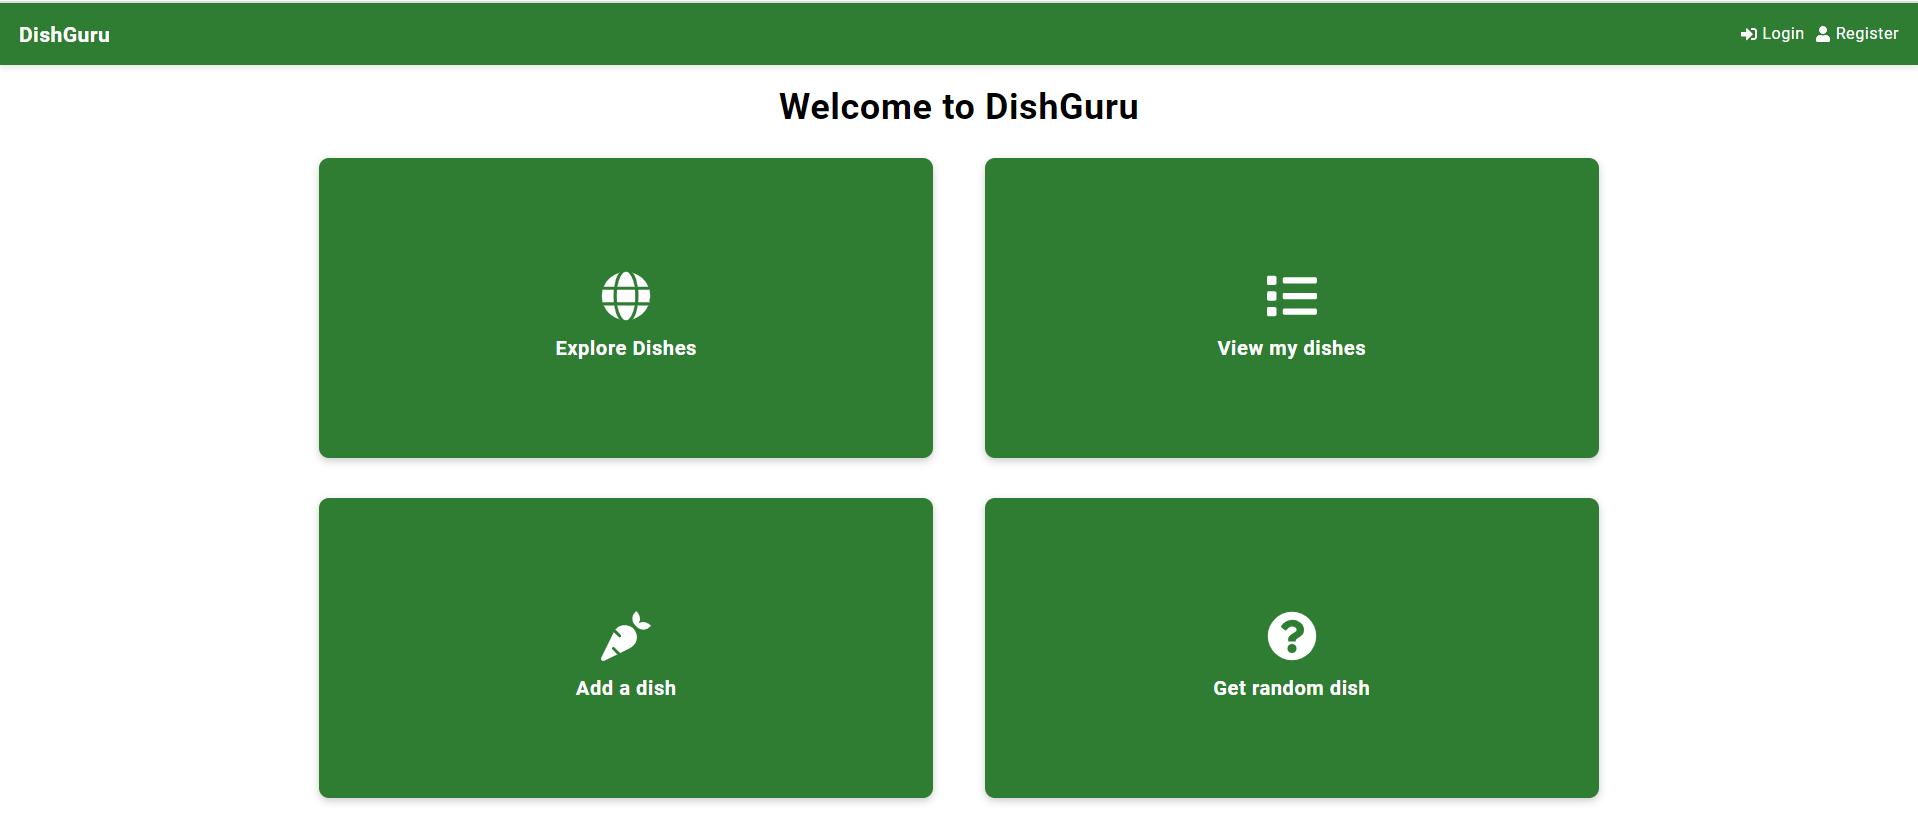 DishGuru
Login Register
Welcome to DishGuru
Explore Dishes
View my dishes
Add a dish
Get random dish